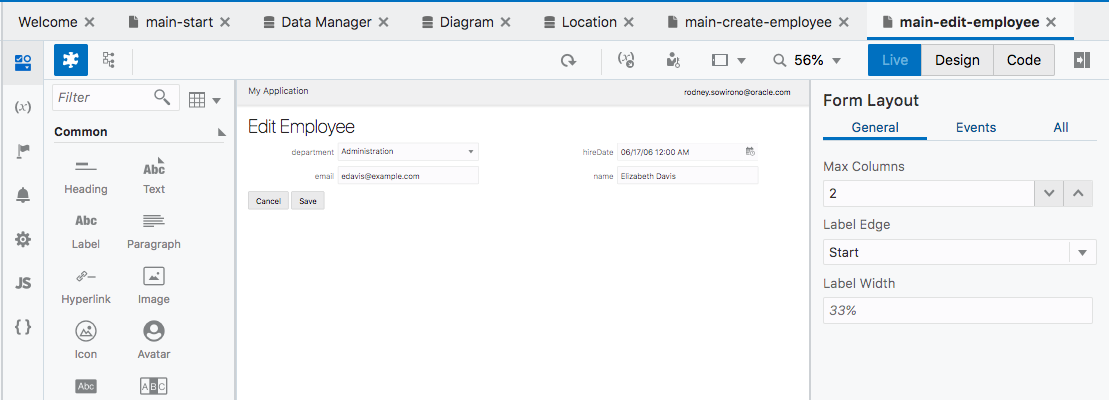 Welcome main-start Data Manager Diagram Location main-create-employee main-edit-employee
(x) 56% Live Design Code
Filter
Common
Heading Text
Abc
Abc
Label Paragraph
Hyperlink Image
Icon Avatar
Abc ABC
(x)
JS
{ }
My Application rodney.sowirono@oracle.com
Edit Employee
department Administration hireDate 06/17/06 12:00 AM
email edavis@example.com name Elizabeth Davis
Cancel Save
Form Layout
General Events All
Max Columns
2
Label Edge
Start
Label Width
33%